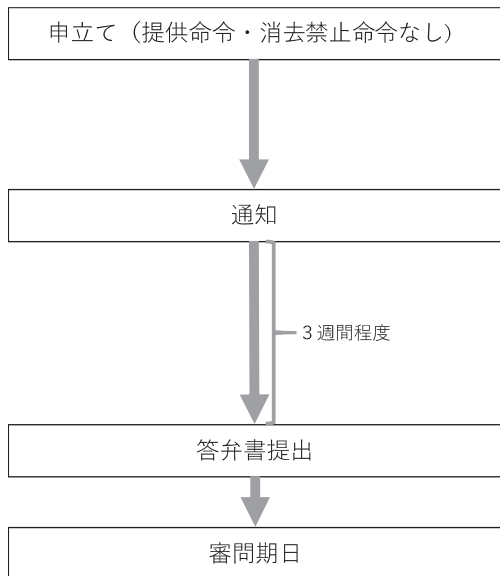 申立て（提供命令・消去禁止命令なし）
通知
３週間程度
答弁書提出
審問期日